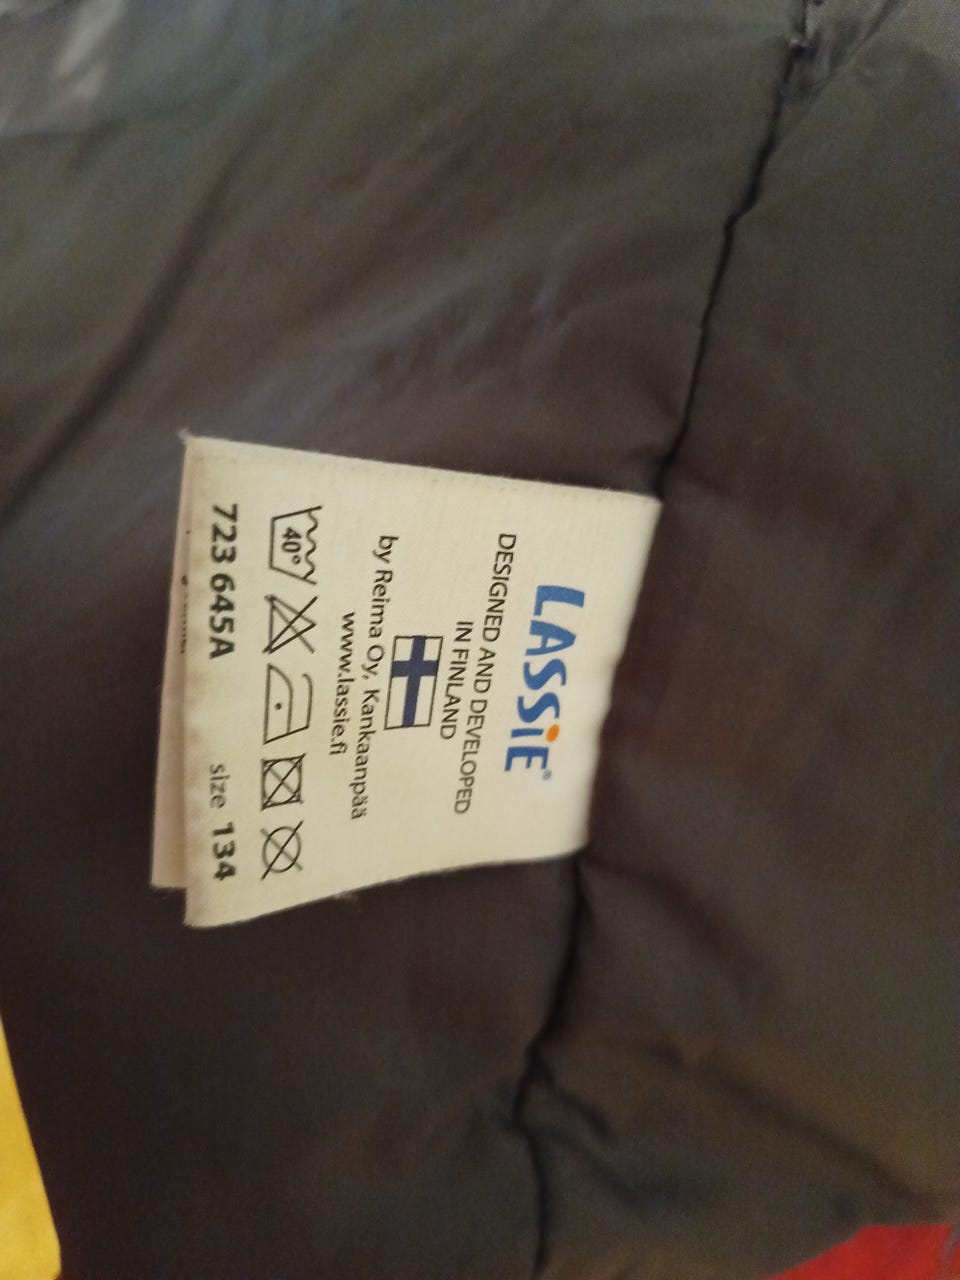 LASSiE®
DESIGNED AND DEVELOPED
IN FINLAND
by Reima Oy, Kankaanpää
www.lassie.fi
40°
723 645A size 134